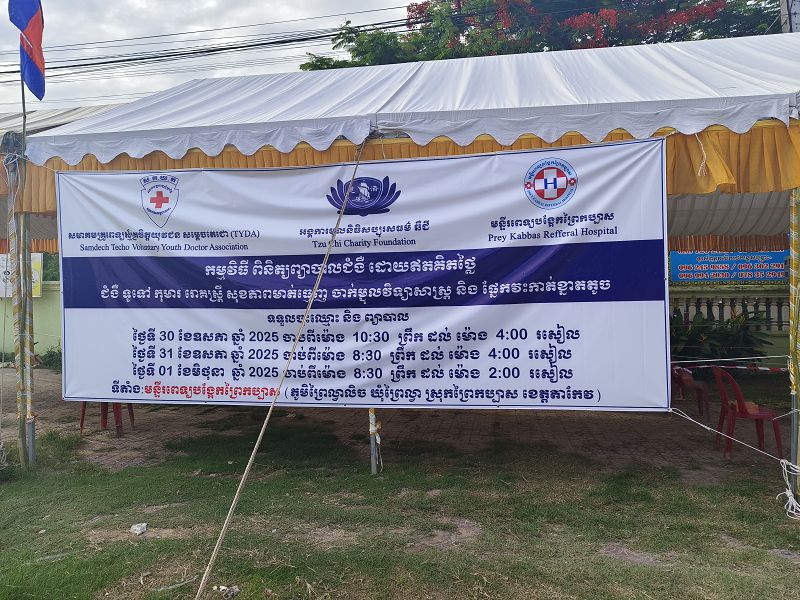 ស.គ.យ.ត
សមាគមគ្រូពេទ្យស្ម័គ្រចិត្តយុវជន សម្តេចតេជោ (TYDA)
Samdech Techo Voluntary Youth Doctor Association
អង្គការមូលនិធិសប្បុរសធម៌ ធីជី
Tzu Chi Charity Foundation
មន្ទីរពេទ្យបង្អែកព្រៃកប្បាស
Prey Kabbas Refferal Hospital
កម្មវិធី ពិនិត្យព្យាបាលជំងឺ ដោយឥតគិតថ្លៃ
ជំងឺ ទូទៅ កុមារ រោគស្ត្រី សុខភាពមាត់ធ្មេញ ចាក់ម្ជុលវិទ្យាសាស្ត្រ និង ផ្នែកវះកាត់ខ្នាតតូច
ទទួលចុះឈ្មោះ និង ព្យាបាល
ថ្ងៃទី 30 ខែឧសភា ឆ្នាំ 2025 ចាប់ពីម៉ោង 10:30 ព្រឹក ដល់ ម៉ោង 4:00 រសៀល
ថ្ងៃទី 31 ខែឧសភា ឆ្នាំ 2025 ចាប់ពីម៉ោង 8:30 ព្រឹក ដល់ ម៉ោង 4:00 រសៀល
ថ្ងៃទី 01 ខែមិថុនា ឆ្នាំ 2025 ចាប់ពីម៉ោង 8:30 ព្រឹក ដល់ ម៉ោង 2:00 រសៀល
ទីតាំង:មន្ទីរពេទ្យបង្អែកព្រៃកប្បាស ( ភូមិព្រៃល្វាលិច ឃុំព្រៃល្វា ស្រុកព្រៃកប្បាស ខេត្តតាកែវ)